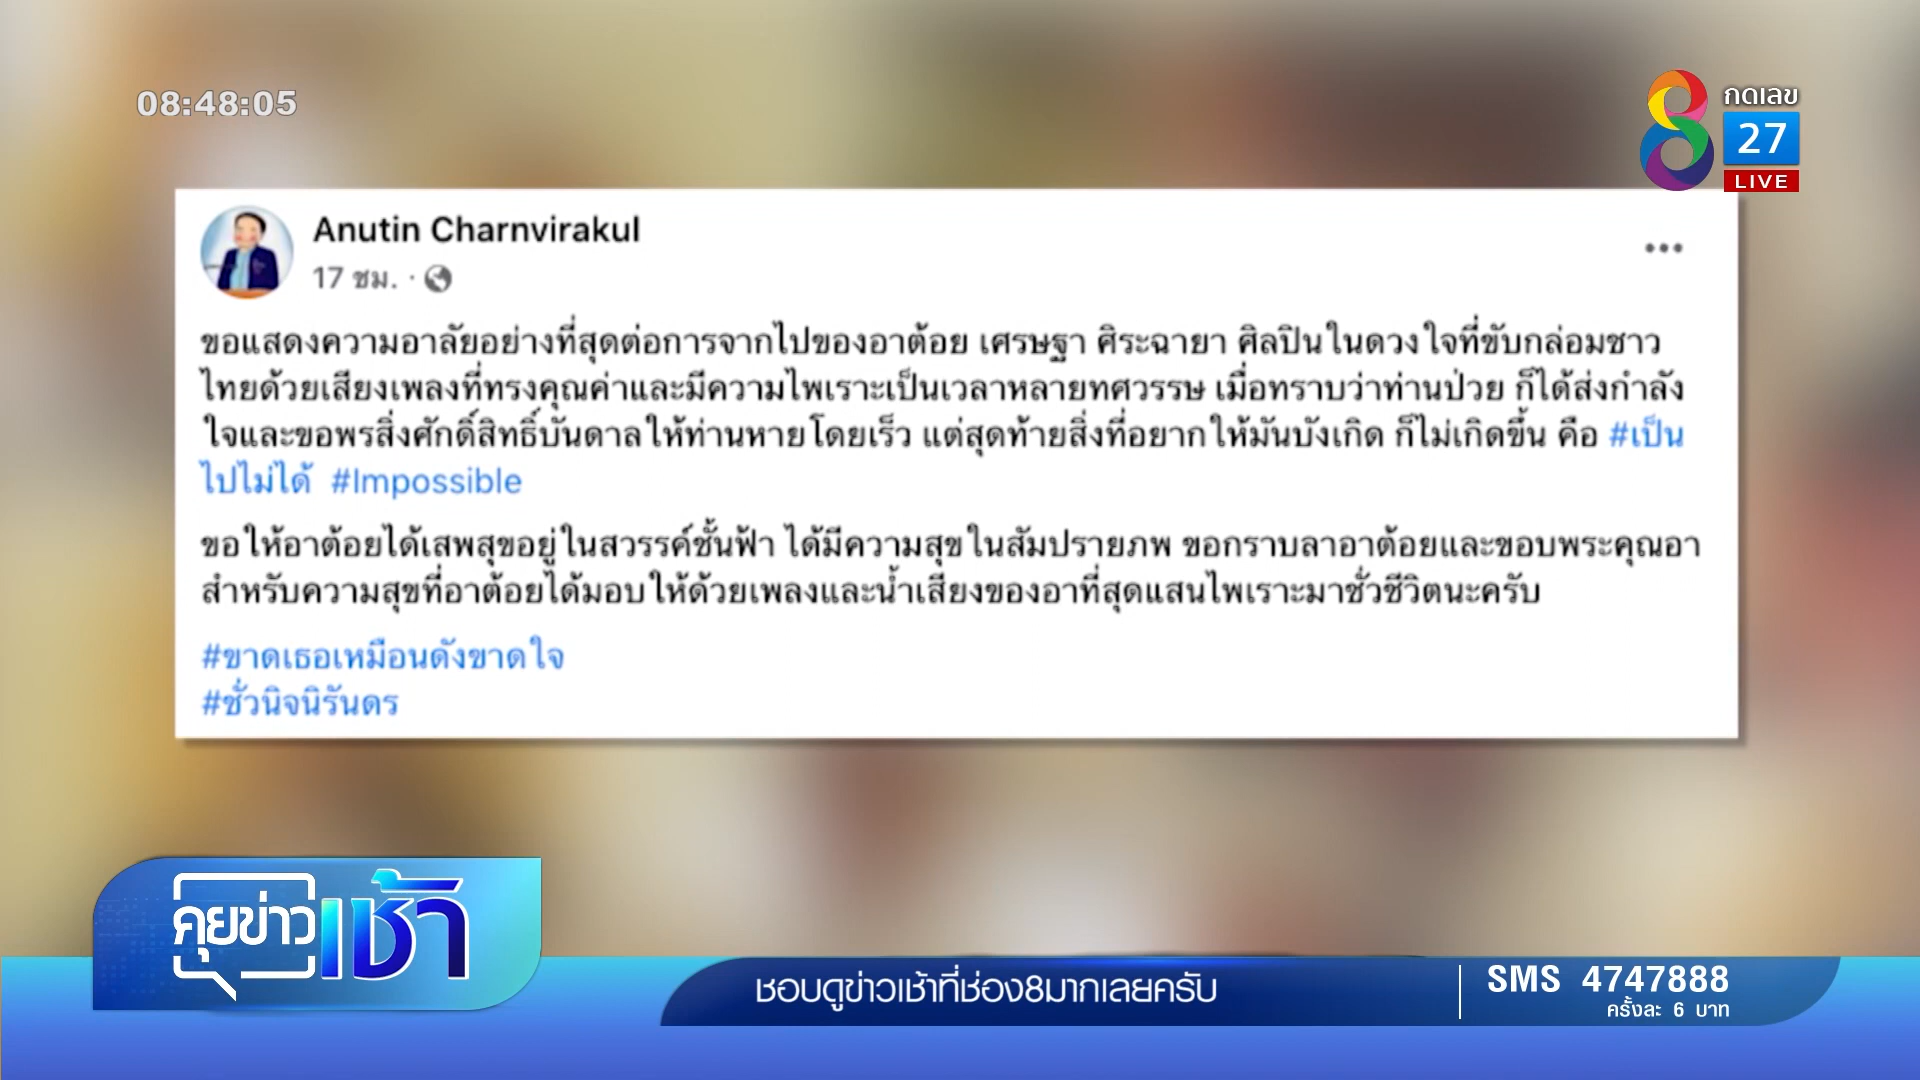 08:48:05
กดเลข
27
LIVE
Anutin Charnvirakul
17 ชม. ·
ขอแสดงความอาลัยอย่างที่สุดต่อการจากไปของอาต้อย เศรษฐา ศิระฉายา ศิลปินในดวงใจที่ขับกล่อมชาว
ไทยด้วยเสียงเพลงที่ทรงคุณค่าและมีความไพเราะเป็นเวลาหลายทศวรรษ เมื่อทราบว่าท่านป่วย ก็ได้ส่งกำลัง
ใจและขอพรสิ่งศักดิ์สิทธิ์บันดาลให้ท่านหายโดยเร็ว แต่สุดท้ายสิ่งที่อยากให้มันบังเกิด ก็ไม่เกิดขึ้น คือ #เป็น
ไปไม่ได้ #Impossible
ขอให้อาต้อยได้เสพสุขอยู่ในสวรรค์ชั้นฟ้า ได้มีความสุขในสัมปรายภพ ขอกราบลาอาต้อยและขอบพระคุณอา
สำหรับความสุขที่อาต้อยได้มอบให้ด้วยเพลงและน้ำเสียงของอาที่สุดแสนไพเราะมาชั่วชีวิตนะครับ
#ขาดเธอเหมือนดังขาดใจ
#ชั่วนิจนิรันดร
คุยข่าวเช้า
ชอบดูข่าวเช้าที่ช่อง8มากเลยครับ
SMS 4747888
ครั้งละ 6 บาท